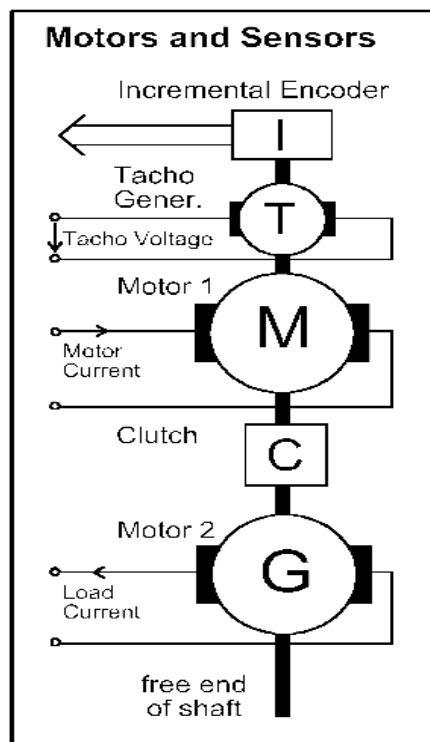 Motors and Sensors
Incremental Encoder
I
Tacho
Gener.
T
Tacho Voltage
Motor 1
M
Motor
Current
Clutch
C
Motor 2
G
Load
Current
free end
of shaft